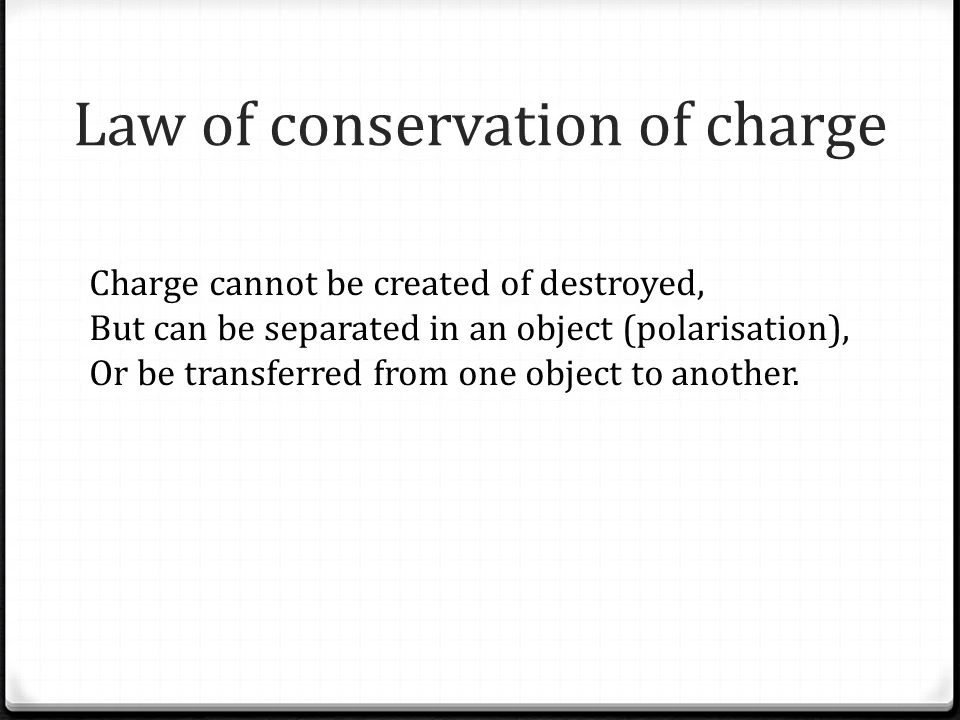 Law of conservation of charge
Charge cannot be created of destroyed,
But can be separated in an object (polarisation),
Or be transferred from one object to another.